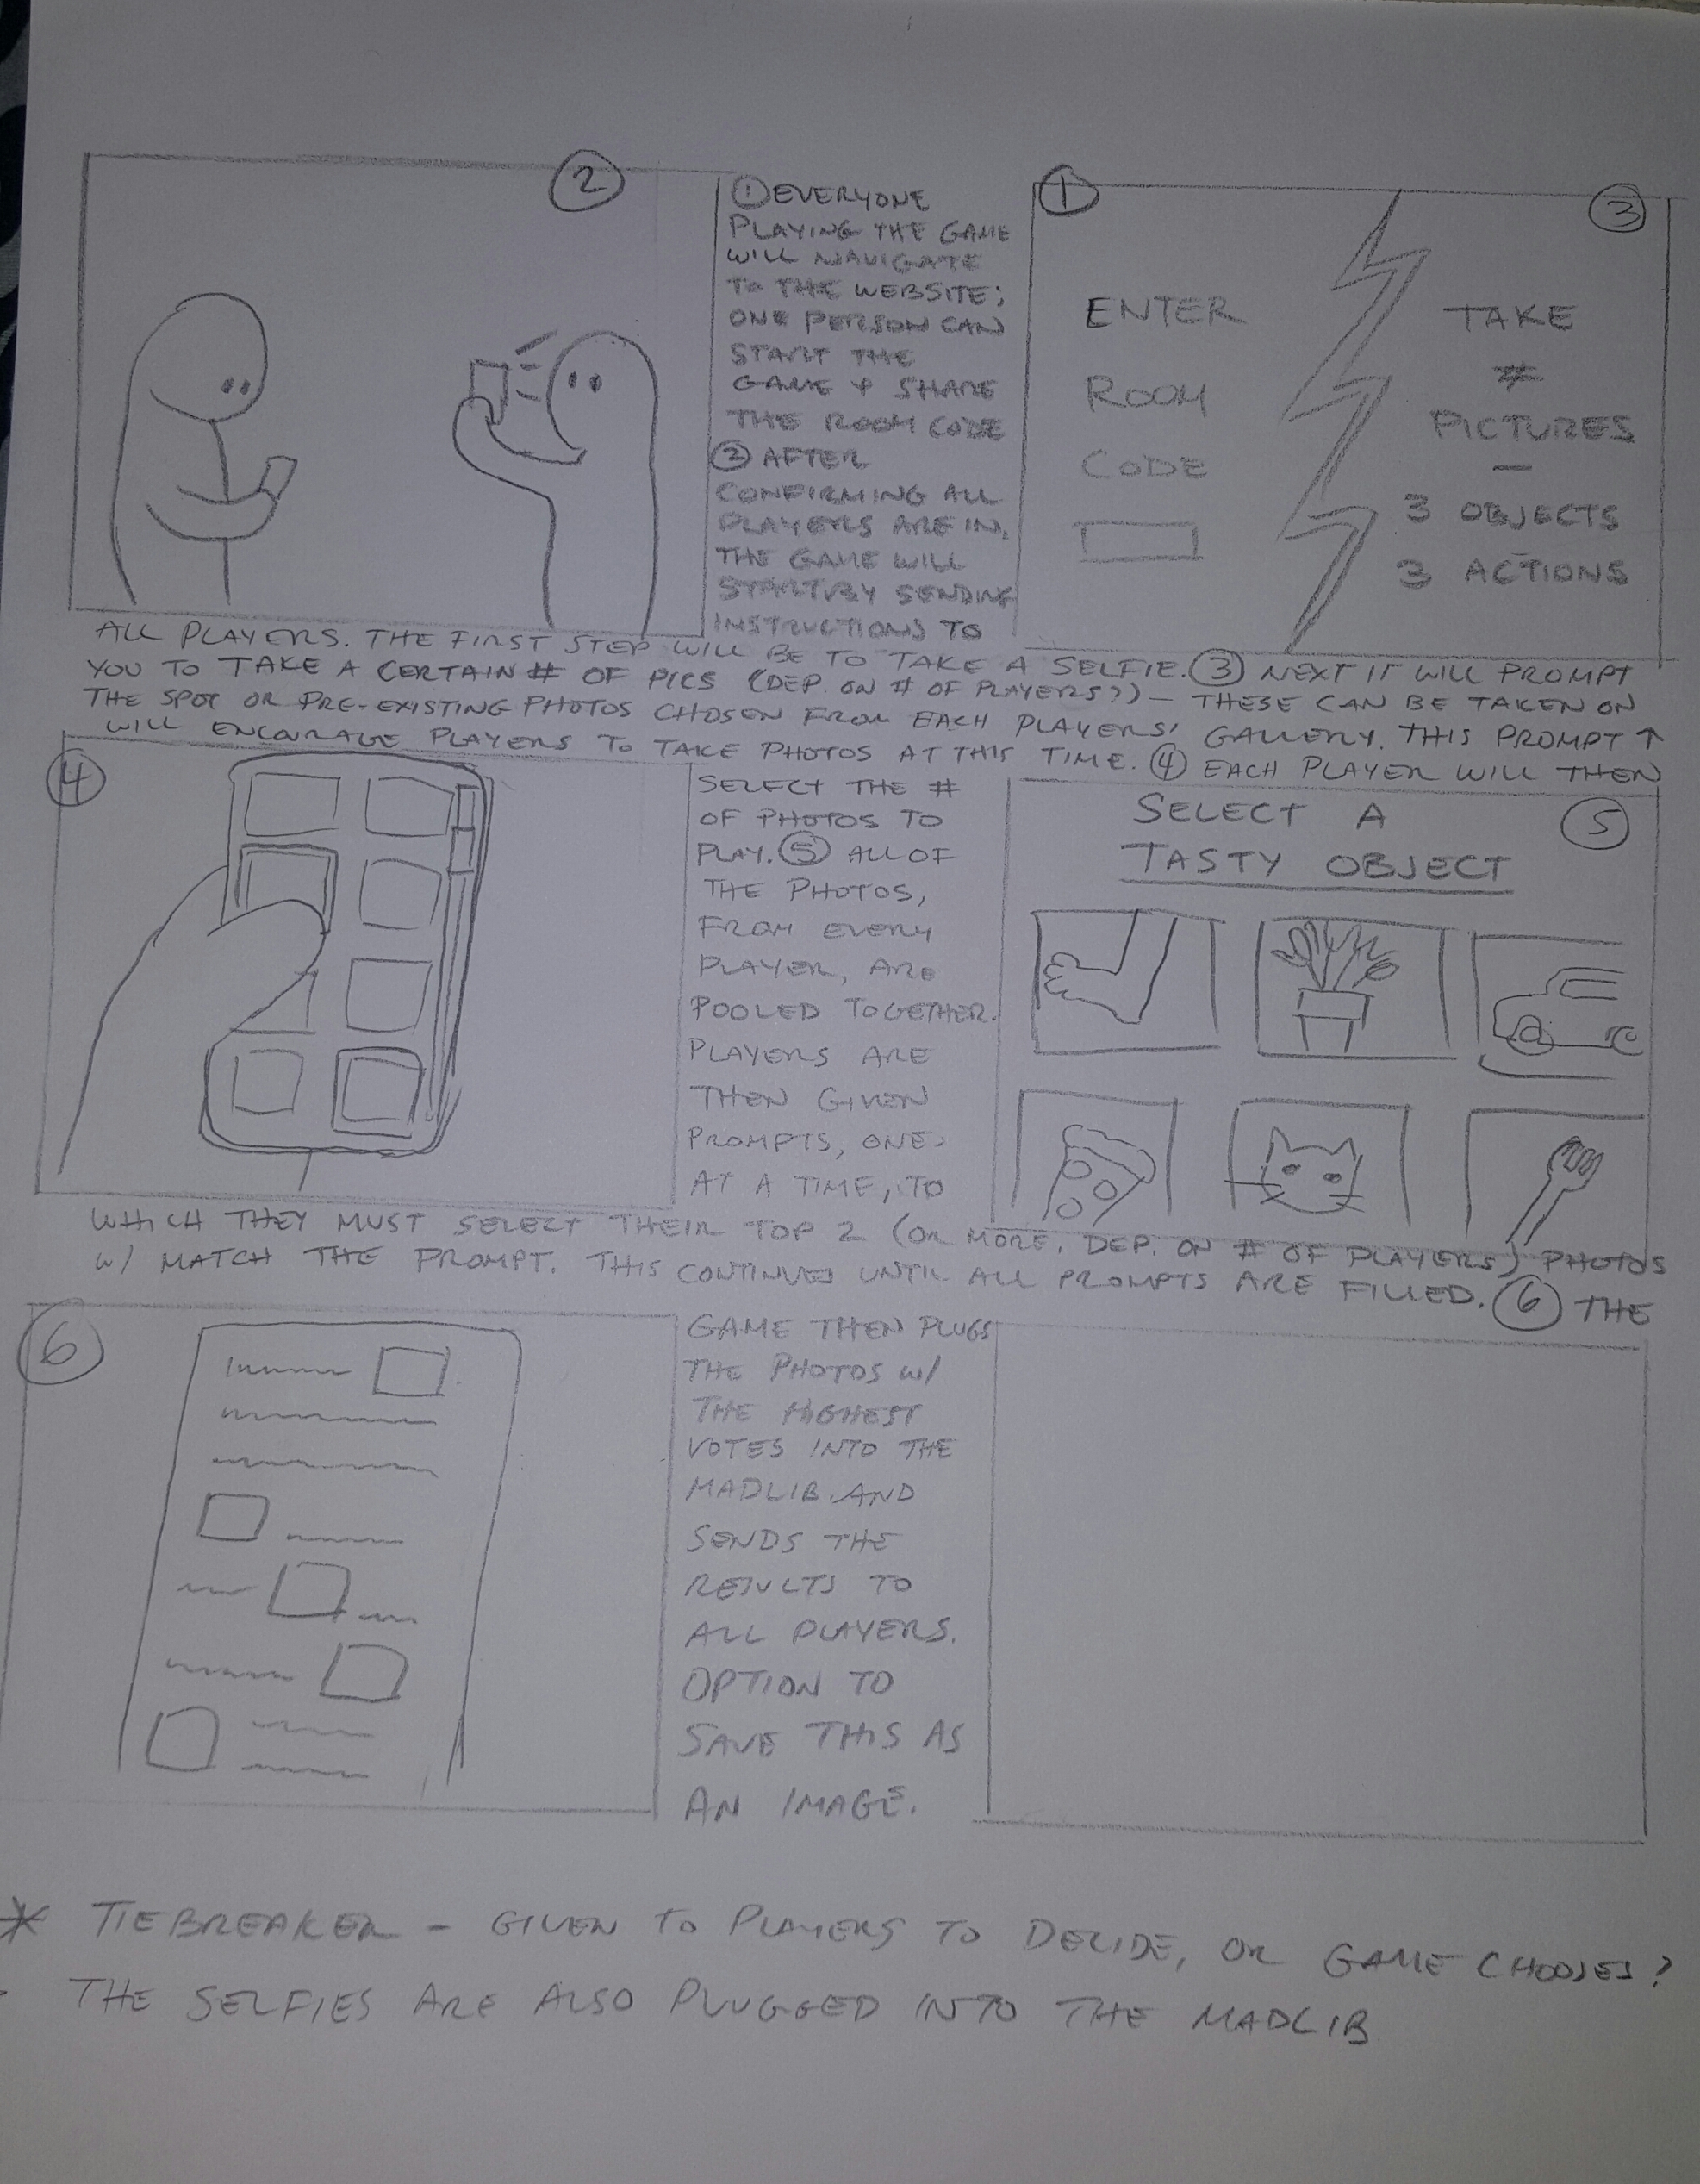 2
① EVERYONE
PLAYING THE GAME
WILL NAVIGATE
TO THE WEBSITE;
ONE PERSON CAN
START THE
GAME & SHARE
THE ROOM CODE
② AFTER
CONFIRMING ALL
PLAYERS ARE IN,
THE GAME WILL
START BY SENDING
INSTRUCTIONS TO
1
ENTER
ROOM
CODE
3
TAKE
#
PICTURES
—
3 OBJECTS
3 ACTIONS
ALL PLAYERS. THE FIRST STEP WILL BE TO TAKE A SELFIE. ③ NEXT IT WILL PROMPT
YOU TO TAKE A CERTAIN # OF PICS (DEP. ON # OF PLAYERS?) — THESE CAN BE TAKEN ON
THE SPOT OR PRE-EXISTING PHOTOS CHOSEN FROM EACH PLAYERS' GALLERY. THIS PROMPT ↑
WILL ENCOURAGE PLAYERS TO TAKE PHOTOS AT THIS TIME. ④ EACH PLAYER WILL THEN
4
SELECT THE #
OF PHOTOS TO
PLAY. ⑤ ALL OF
THE PHOTOS,
FROM EVERY
PLAYER, ARE
POOLED TOGETHER.
PLAYERS ARE
THEN GIVEN
PROMPTS, ONE
AT A TIME, TO
SELECT A
TASTY OBJECT
5
WHICH THEY MUST SELECT THEIR TOP 2 (OR MORE, DEP. ON # OF PLAYERS) PHOTOS
W/ MATCH THE PROMPT. THIS CONTINUES UNTIL ALL PROMPTS ARE FILLED. ⑥ THE
6
GAME THEN PLUGS
THE PHOTOS W/
THE HIGHEST
VOTES INTO THE
MADLIB AND
SENDS THE
RESULTS TO
ALL PLAYERS.
OPTION TO
SAVE THIS AS
AN IMAGE.
* TIEBREAKER - GIVEN TO PLAYERS TO DECIDE, OR GAME CHOOSES?
- THE SELFIES ARE ALSO PLUGGED INTO THE MADLIB